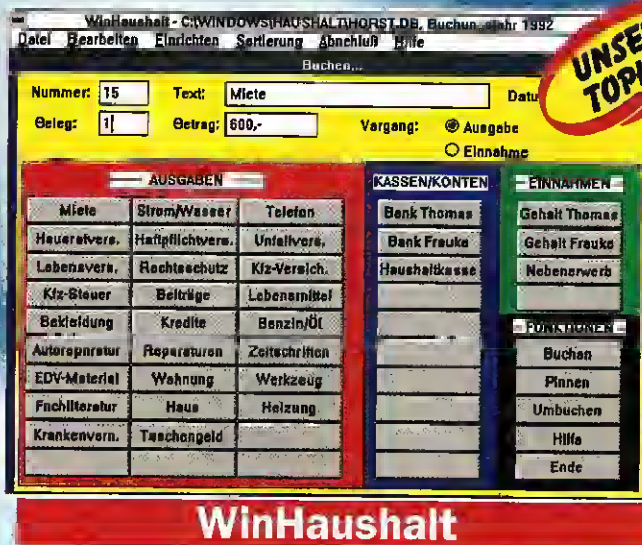 WinHaushalt - C:\WINDOWS\HAUSHALT\HORST.DB, Buchungsjahr 1992
Datei Bearbeiten Einrichten Sortierung Abschluß Hilfe
Buchen...
UNSER
Nummer: 15 Text: Miete
Beleg: 1 Betrag: 600,- Vorgang: Ausgabe
Einnahme
AUSGABEN KASSEN/KONTEN EINNAHMEN
Miete Strom/Wasser Telefon Bank Thomas Gehalt Thomas
Hausratvers. Haftpflichtvers. Unfallvers. Bank Frauke Gehalt Frauke
Lebensvers. Rechtsschutz Kfz-Versich. Haushaltkasse Nebenerwerb
Kfz-Steuer Beiträge Lebensmittel
Bekleidung Kredite Benzin/Öl FUNKTIONEN
Autoreparatur Reparaturen Zeitschriften Buchen
EDV-Material Wohnung Werkzeug Planen
Fachliteratur Haus Heizung Umbuchen
Krankenvers. Taschengeld Hilfe
Ende
WinHaushalt